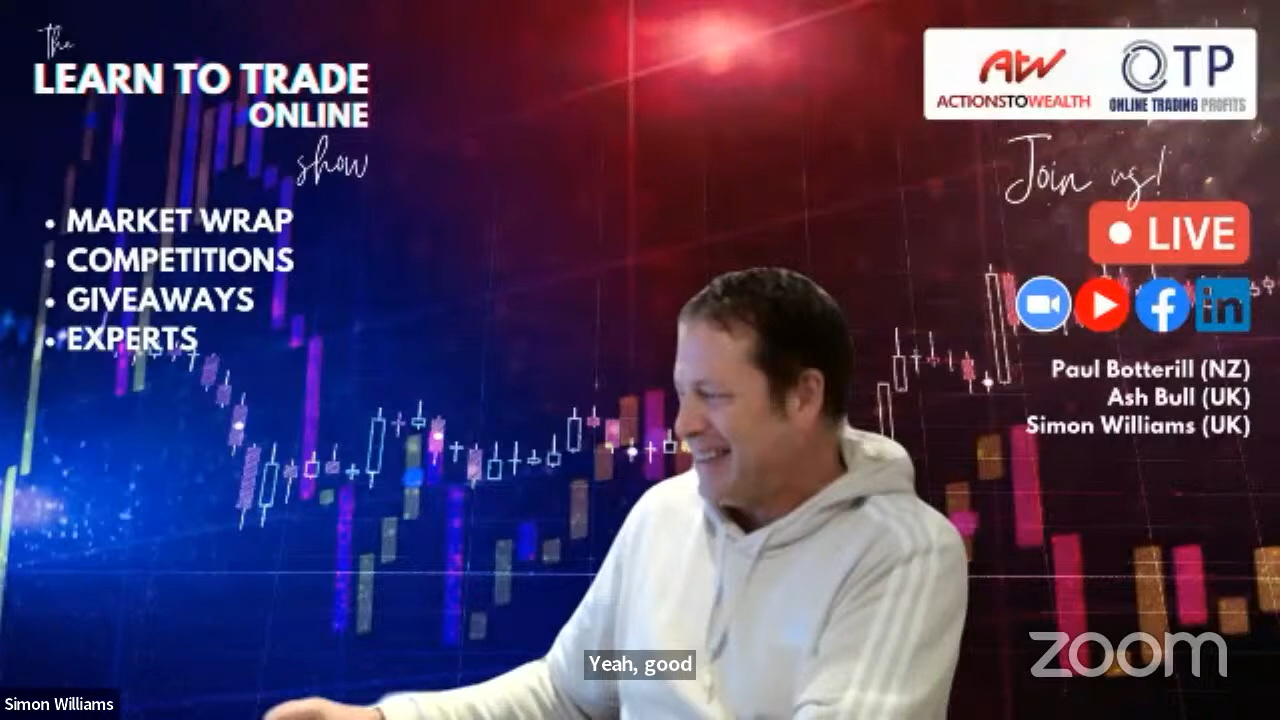 the
LEARN TO TRADE
ONLINE
show
• MARKET WRAP
• COMPETITIONS
• GIVEAWAYS
• EXPERTS
ATW
ACTIONSTOWEALTH
OTP
ONLINE TRADING PROFITS
Join us!
LIVE
in
Paul Botterill (NZ)
Ash Bull (UK)
Simon Williams (UK)
zoom
Yeah, good
Simon Williams